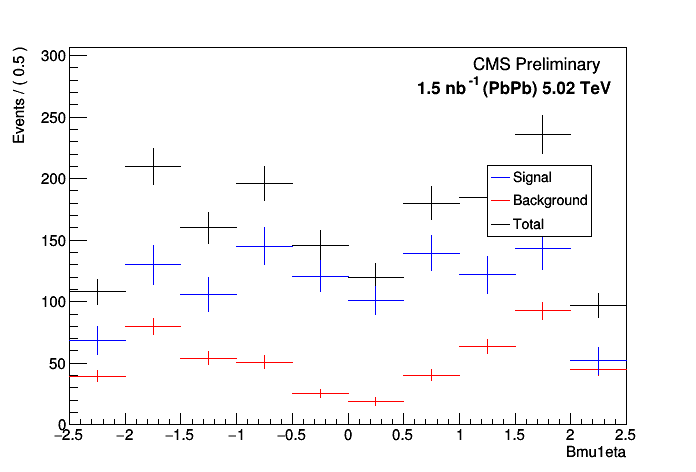 CMS Preliminary
1.5 nb⁻¹ (PbPb) 5.02 TeV
Events / ( 0.5 )
300
250
200
150
100
50
0
Signal
Background
Total
−2.5 −2 −1.5 −1 −0.5 0 0.5 1 1.5 2 2.5
Bmu1eta